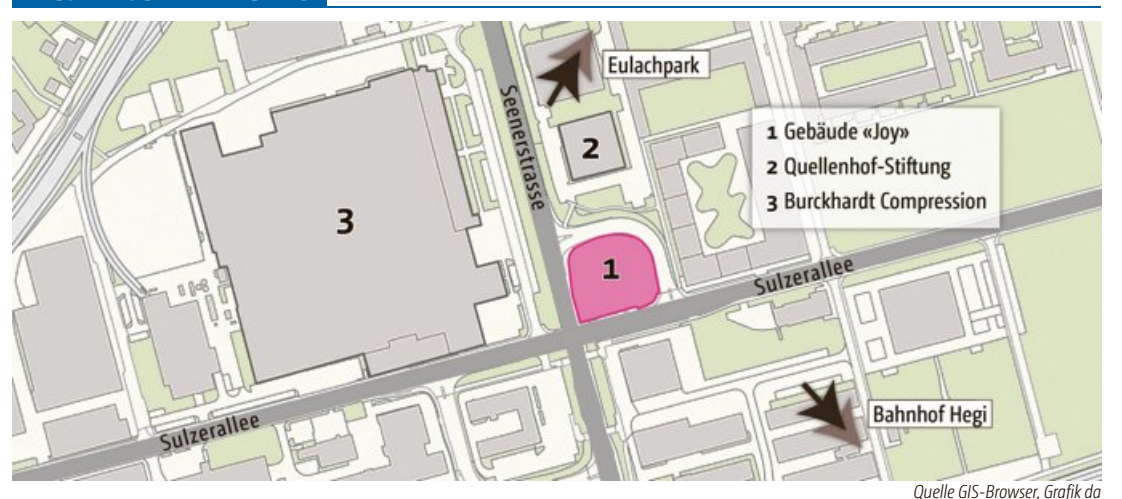 Eulachpark
Seenerstrasse
2
1 Gebäude «Joy»
2 Quellenhof-Stiftung
3 Burckhardt Compression
3
1
Sulzerallee
Sulzerallee
Bahnhof Hegi
Quelle GIS-Browser, Grafik da